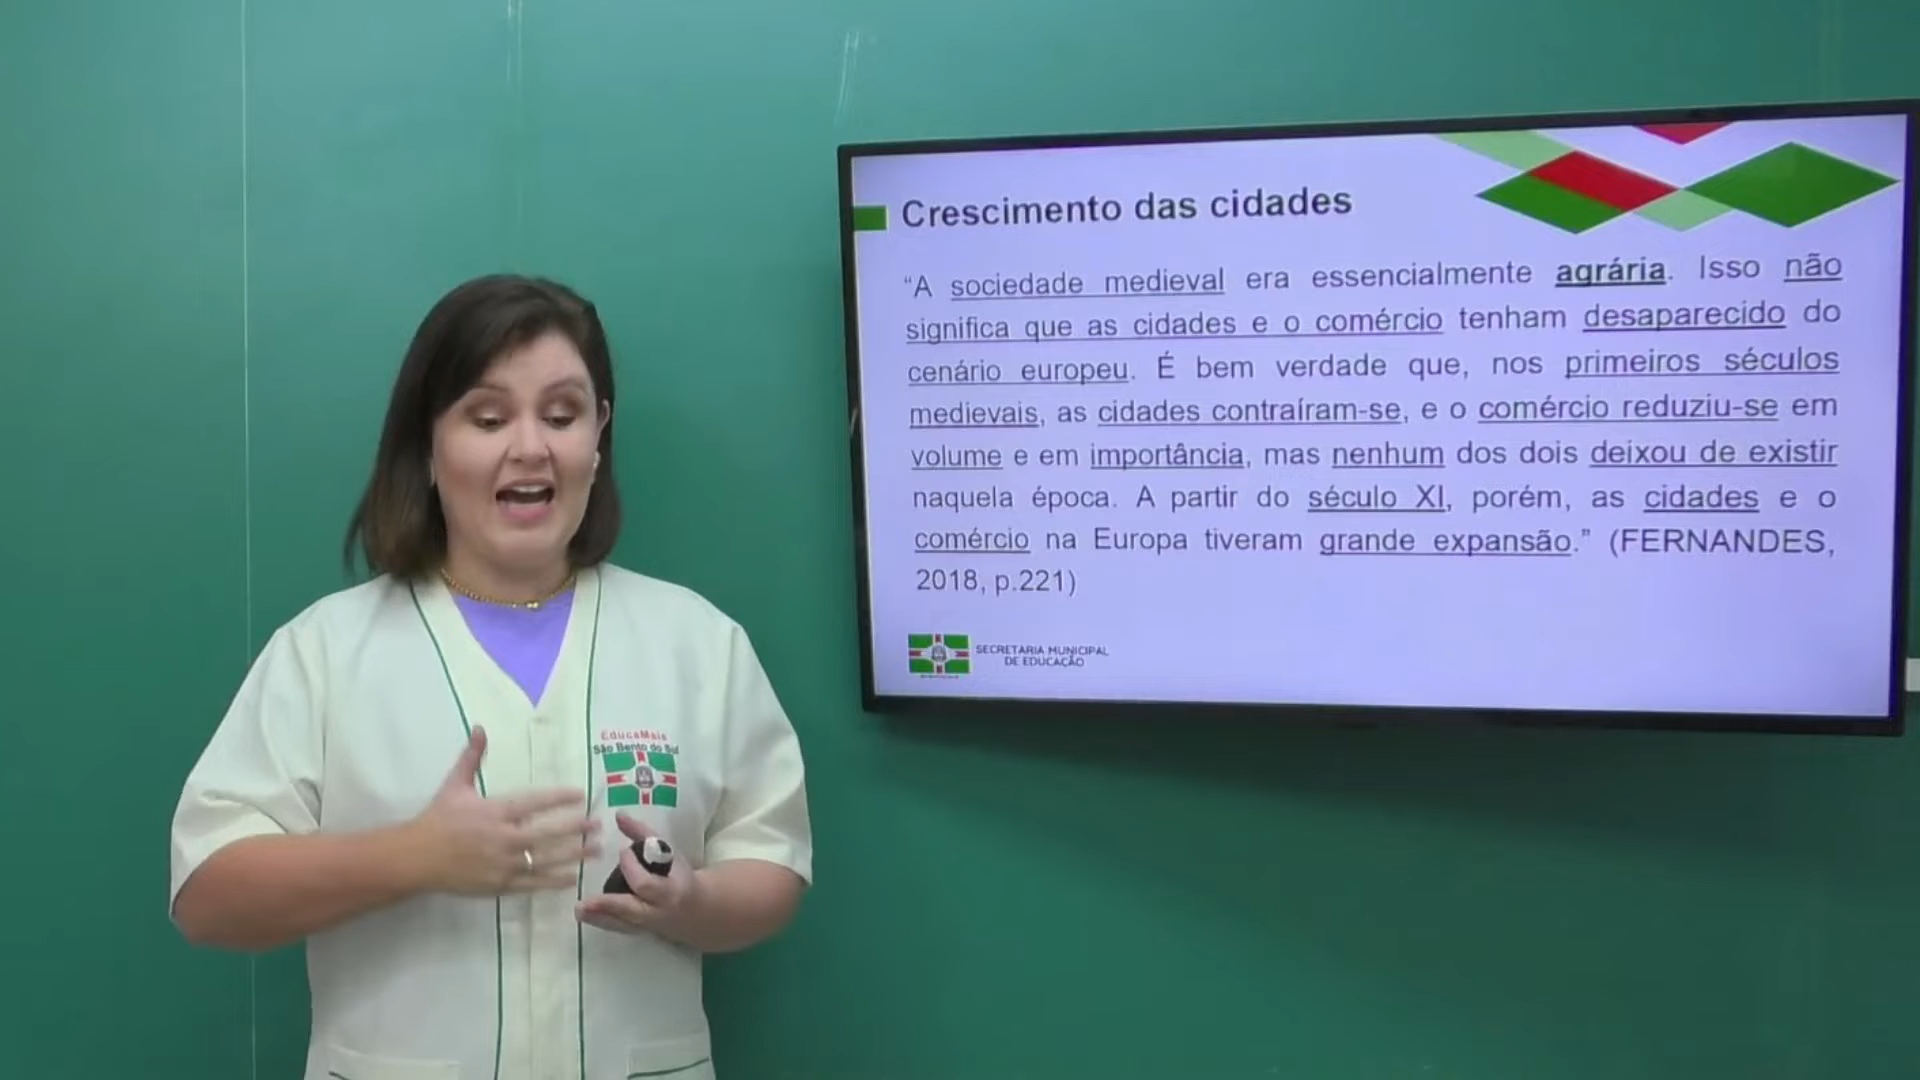 Crescimento das cidades
“A sociedade medieval era essencialmente agrária. Isso não
significa que as cidades e o comércio tenham desaparecido do
cenário europeu. É bem verdade que, nos primeiros séculos
medievais, as cidades contraíram-se, e o comércio reduziu-se em
volume e em importância, mas nenhum dos dois deixou de existir
naquela época. A partir do século XI, porém, as cidades e o
comércio na Europa tiveram grande expansão.” (FERNANDES,
2018, p.221)
SECRETARIA MUNICIPAL
DE EDUCAÇÃO
EducaMais
São Bento do Sul